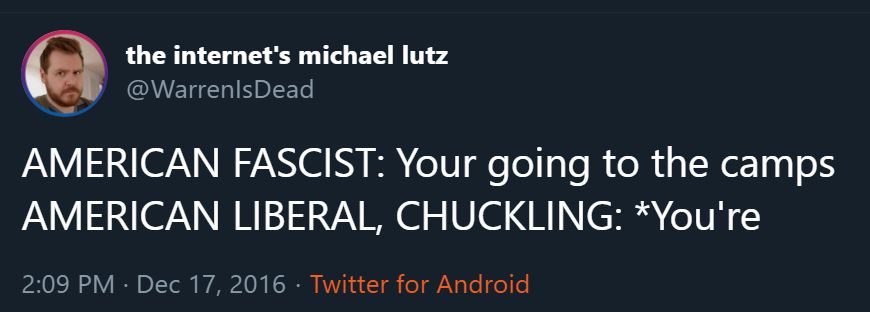 the internet's michael lutz
@WarrenIsDead
AMERICAN FASCIST: Your going to the camps
AMERICAN LIBERAL, CHUCKLING: *You're
2:09 PM · Dec 17, 2016 · Twitter for Android